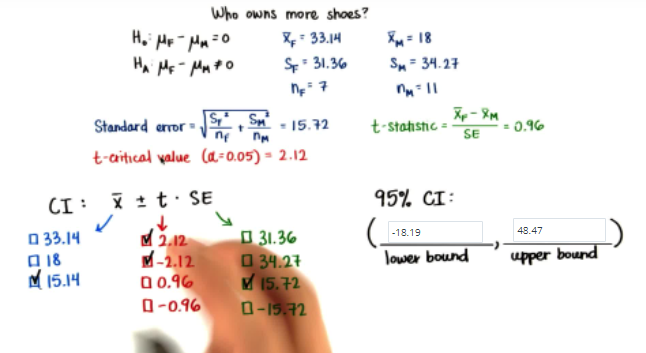 Who owns more shoes?
H₀: μF - μM = 0
HA: μF - μM ≠ 0
x̄F = 33.14
SF = 31.36
nF = 7
x̄M = 18
SM = 34.27
nM = 11
Standard error = √(SF²/nF + SM²/nM) = 15.72
t-statistic = (x̄F - x̄M)/SE = 0.96
t-critical value (α=0.05) = 2.12
CI: x̄ ± t · SE
33.14
18
15.14
2.12
-2.12
0.96
-0.96
31.36
34.27
15.72
-15.72
95% CI:
( -18.19 , 48.47 )
lower bound
upper bound